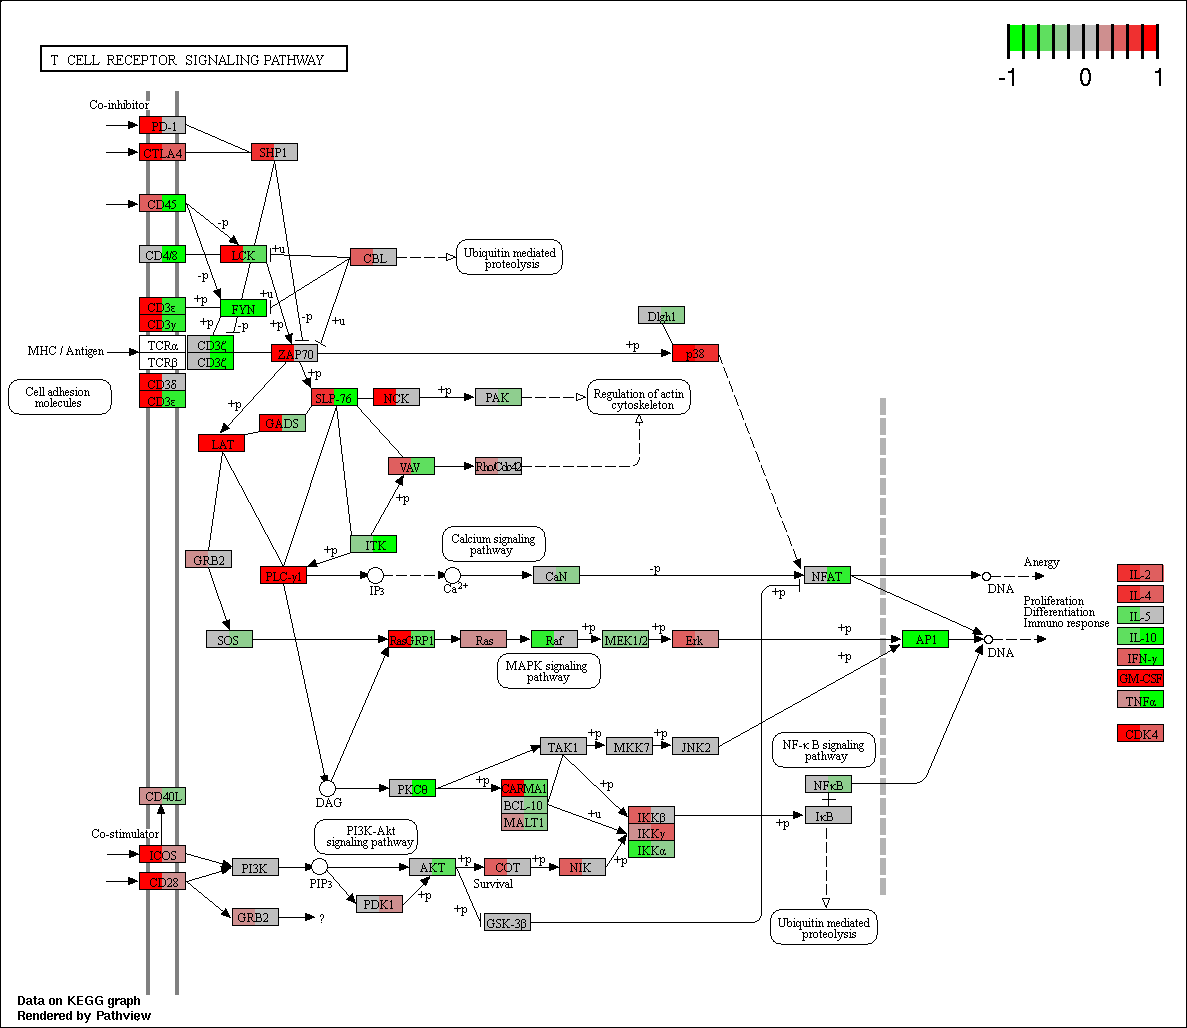 T CELL RECEPTOR SIGNALING PATHWAY
-1 0 1
Co-inhibitor
PD-1
CTLA4
SHP1
CD45
-p
CD4/8
LCK
+u
CBL
Ubiquitin mediated
proteolysis
-p
CD3ε
+p
FYN
+u
CD3γ
+p
-p
+p
-p
+u
Dlgh1
MHC / Antigen
TCRα
CD3ζ
ZAP70
+p
p38
TCRβ
CD3ζ
Cell adhesion
molecules
CD3δ
CD3ε
+p
+p
SLP-76
NCK
+p
PAK
Regulation of actin
cytoskeleton
GADS
LAT
VAV
Rho/Cdc42
+p
ITK
+p
GRB2
Calcium signaling
pathway
PLC-γ1
IP3
Ca2+
CaN
-p
NFAT
+p
DNA
Anergy
Proliferation
Differentiation
Immuno response
SOS
RasGRP1
Ras
Raf
+p
MEK1/2
+p
Erk
+p
AP1
DNA
MAPK signaling
pathway
+p
IL-2
IL-4
IL-5
IL-10
IFN-γ
GM-CSF
TNFα
CDK4
TAK1
+p
MKK7
+p
JNK2
NF-κ B signaling
pathway
DAG
PKCθ
+p
CARMA1
+p
NFκB
BCL-10
+u
MALT1
IKKβ
IKKγ
IKKα
+p
IκB
CD40L
Co-stimulator
PI3K-Akt
signaling pathway
ICOS
CD28
PI3K
PIP3
AKT
+p
COT
+p
NIK
+p
Survival
PDK1
+p
+p
GSK-3β
GRB2
?
Ubiquitin mediated
proteolysis
Data on KEGG graph
Rendered by Pathview